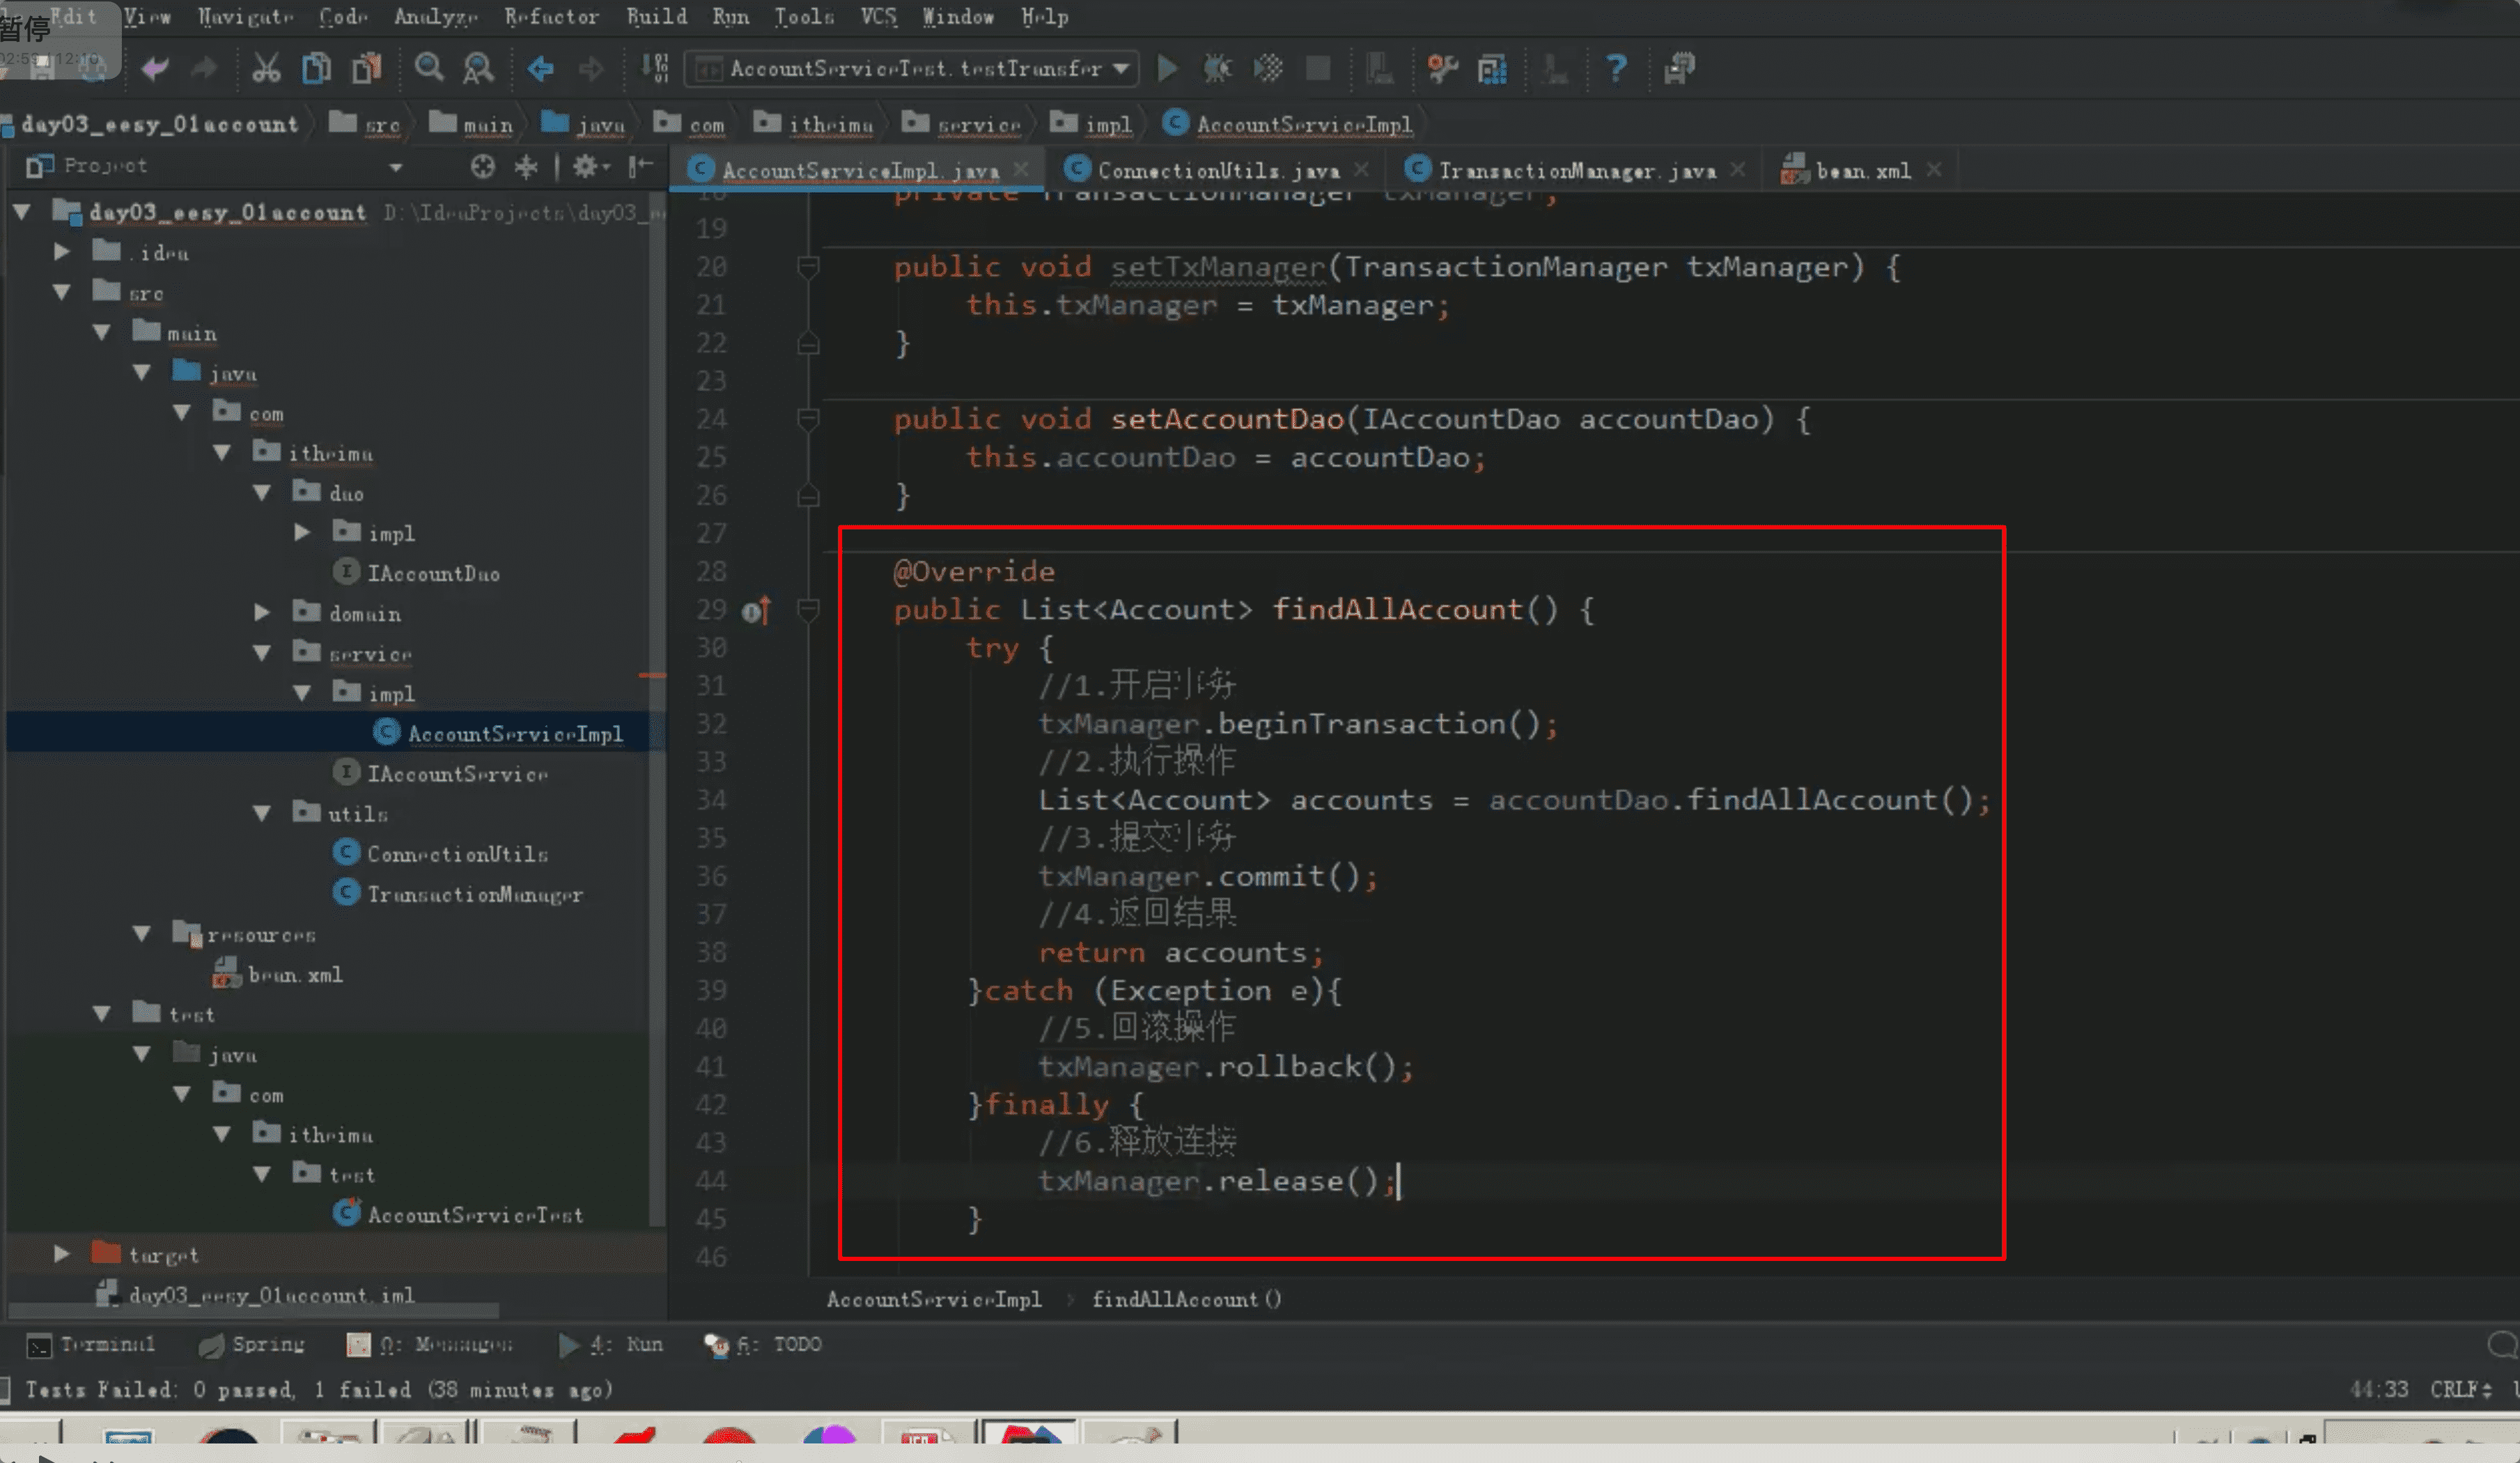 Edit View Navigate Code Analyze Refactor Build Run Tools VCS Window Help
暂停
02:59 / 12:10
AccountServiceTest.testTransfer
day03_eesy_01account src main java com itheima service impl AccountServiceImpl
Project
AccountServiceImpl.java ConnectionUtils.java TransactionManager.java bean.xml
day03_eesy_01account D:\IdeaProjects\day03_
.idea
src
main
java
com
itheima
dao
impl
IAccountDao
domain
service
impl
AccountServiceImpl
IAccountService
utils
ConnectionUtils
TransactionManager
resources
bean.xml
test
java
com
itheima
test
AccountServiceTest
target
day03_eesy_01account.iml
18 private TransactionManager txManager;
19
20 public void setTxManager(TransactionManager txManager) {
21 this.txManager = txManager;
22 }
23
24 public void setAccountDao(IAccountDao accountDao) {
25 this.accountDao = accountDao;
26 }
27
28 @Override
29 public List<Account> findAllAccount() {
30 try {
31 //1.开启事务
32 txManager.beginTransaction();
33 //2.执行操作
34 List<Account> accounts = accountDao.findAllAccount();
35 //3.提交事务
36 txManager.commit();
37 //4.返回结果
38 return accounts;
39 }catch (Exception e){
40 //5.回滚操作
41 txManager.rollback();
42 }finally {
43 //6.释放连接
44 txManager.release();
45 }
46
AccountServiceImpl findAllAccount()
Terminal Spring 0: Messages 4: Run 6: TODO
Tests Failed: 0 passed, 1 failed (38 minutes ago) 44:33 CRLF